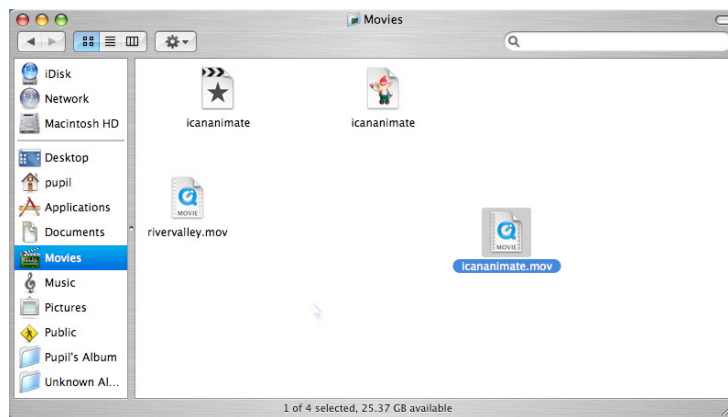 Movies
iDisk
Network
Macintosh HD
Desktop
pupil
Applications
Documents
Movies
Music
Pictures
Public
Pupil's Album
Unknown Al...
icananimate
icananimate
MOVIE
rivervalley.mov
MOVIE
icananimate.mov
1 of 4 selected, 25.37 GB available